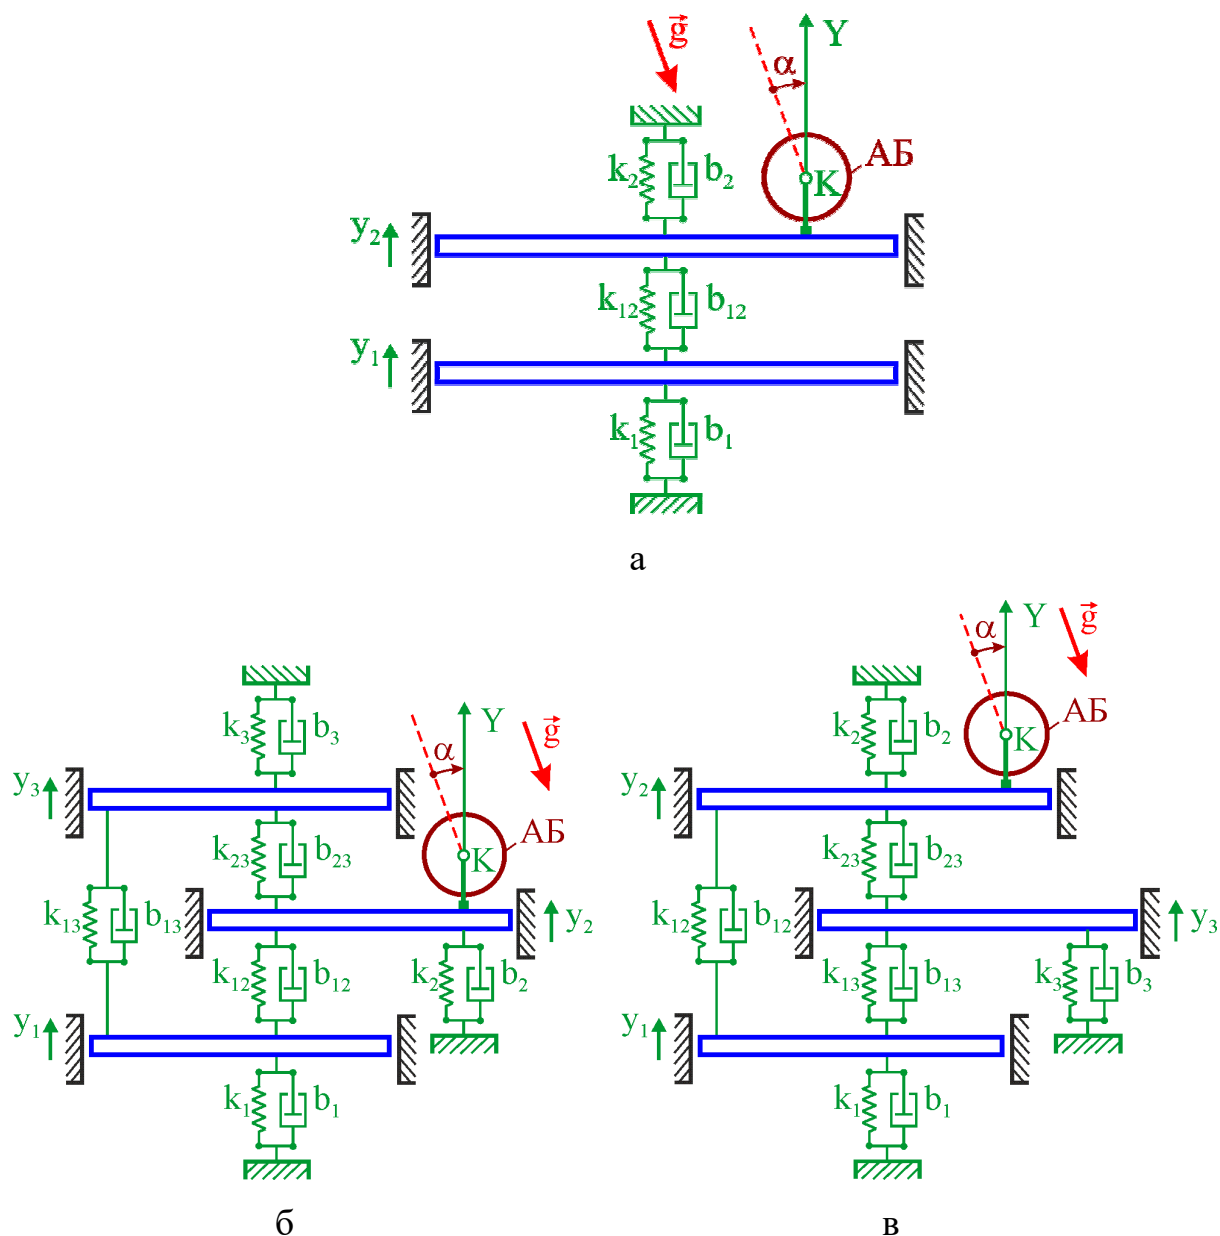 g⃗
Y
α
АБ
k₂ b₂ K
y₂
k₁₂ b₁₂
y₁
k₁ b₁
а
k₃ b₃ Y g⃗
α
y₃
АБ
k₂₃ b₂₃ K
k₁₃ b₁₃
y₂
k₁₂ b₁₂ k₂ b₂
y₁
k₁ b₁
б
Y g⃗
α
АБ
k₂ b₂ K
y₂
k₂₃ b₂₃
k₁₂ b₁₂
y₃
k₁₃ b₁₃ k₃ b₃
y₁
k₁ b₁
в